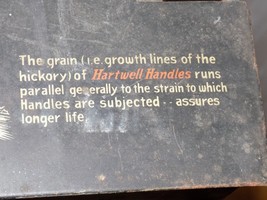 The grain (i.e. growth lines of the
hickory) of Hartwell Handles runs
parallel generally to the strain to which
Handles are subjected -- assures
longer life.